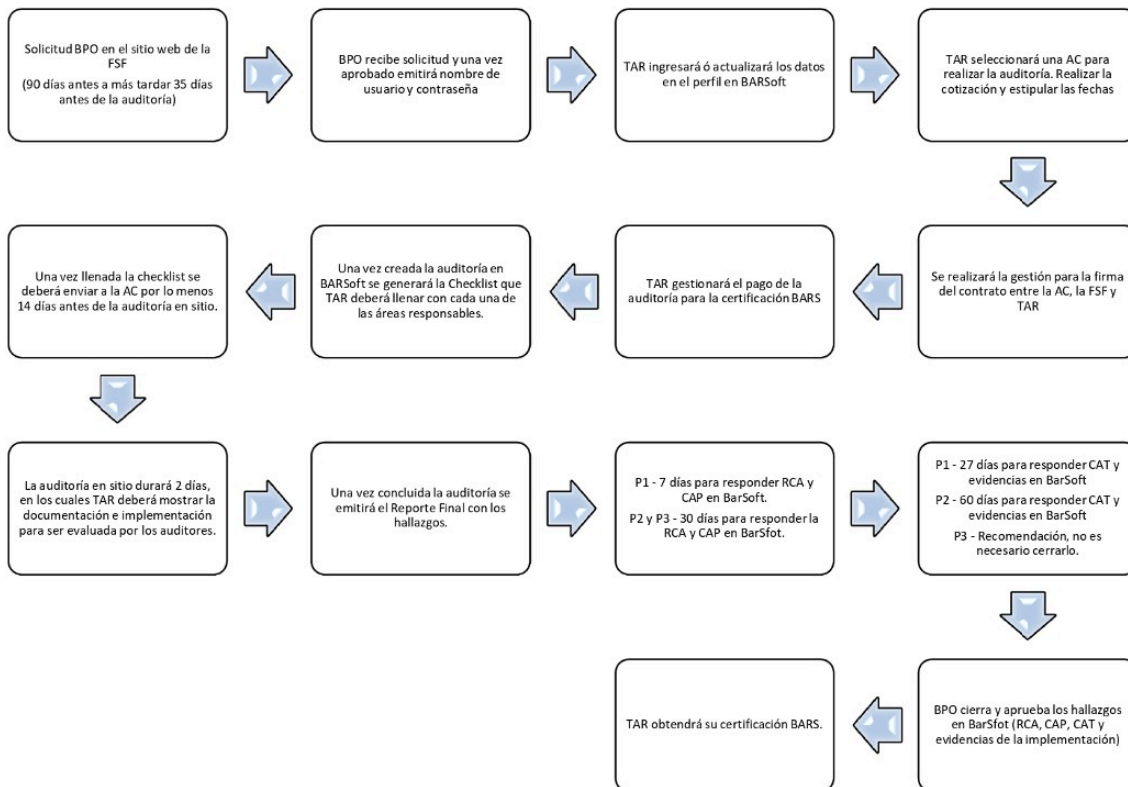 Solicitud BPO en el sitio web de la
FSF
(90 días antes a más tardar 35 días
antes de la auditoría)
BPO recibe solicitud y una vez
aprobado emitirá nombre de
usuario y contraseña
TAR ingresará ó actualizará los datos
en el perfil en BARSoft
TAR seleccionará una AC para
realizar la auditoría. Realizar la
cotización y estipular las fechas
Se realizará la gestión para la firma
del contrato entre la AC, la FSF y
TAR
TAR gestionará el pago de
la auditoría para la certificación BARS
Una vez creada la auditoría en
BARSoft se generará la Checklist que
TAR deberá llenar con cada una de
las áreas responsables.
Una vez llenada la checklist se
deberá enviar a la AC por lo menos
14 días antes de la auditoría en sitio.
La auditoría en sitio durará 2 días,
en los cuales TAR deberá mostrar la
documentación e implementación
para ser evaluada por los auditores.
Una vez concluida la auditoría se
emitirá el Reporte Final con los
hallazgos.
P1 - 7 días para responder RCA y
CAP en BarSoft.
P2 y P3 - 30 días para responder la
RCA y CAP en BarSfot.
P1 - 27 días para responder CAT y
evidencias en BarSoft
P2 - 60 días para responder CAT y
evidencias en BarSoft
P3 - Recomendación, no es
necesario cerrarlo.
BPO cierra y aprueba los hallazgos
en BarSfot (RCA, CAP, CAT y
evidencias de la implementación)
TAR obtendrá su certificación BARS.